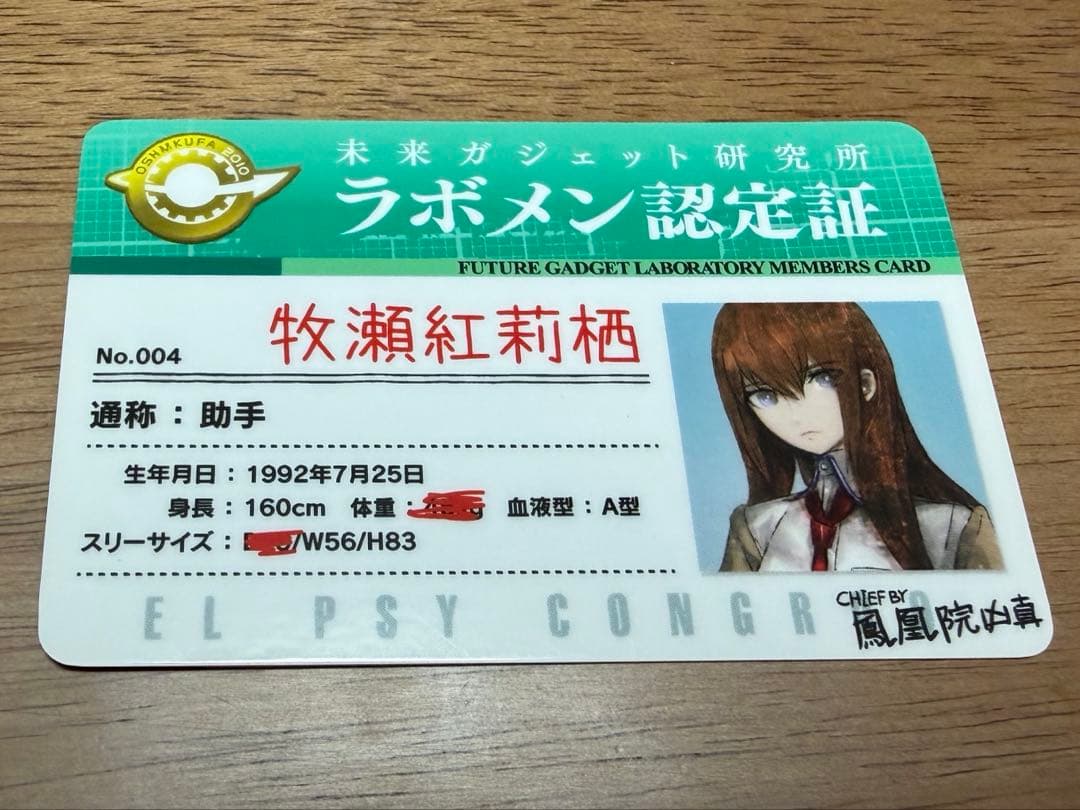 OSHMKUFA 2010
未来ガジェット研究所
ラボメン認定証
FUTURE GADGET LABORATORY MEMBERS CARD
No.004 牧瀬紅莉栖
通称：助手
生年月日：1992年7月25日
身長：160cm 体重： 血液型：A型
スリーサイズ：/W56/H83
EL PSY CONGR
CHIEF BY
鳳凰院凶真